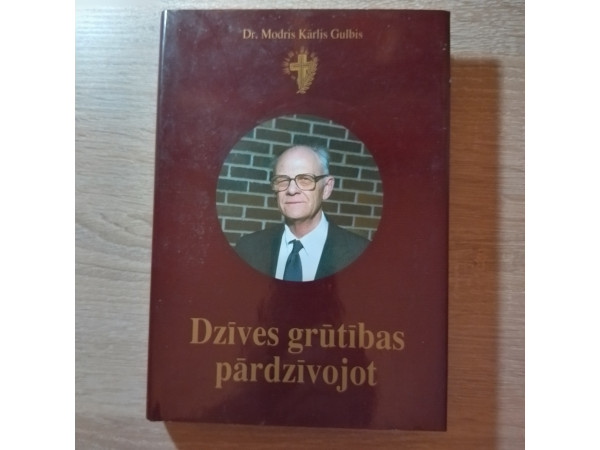 Dr. Modris Kārlis Gulbis
Dzīves grūtības
pārdzīvojot